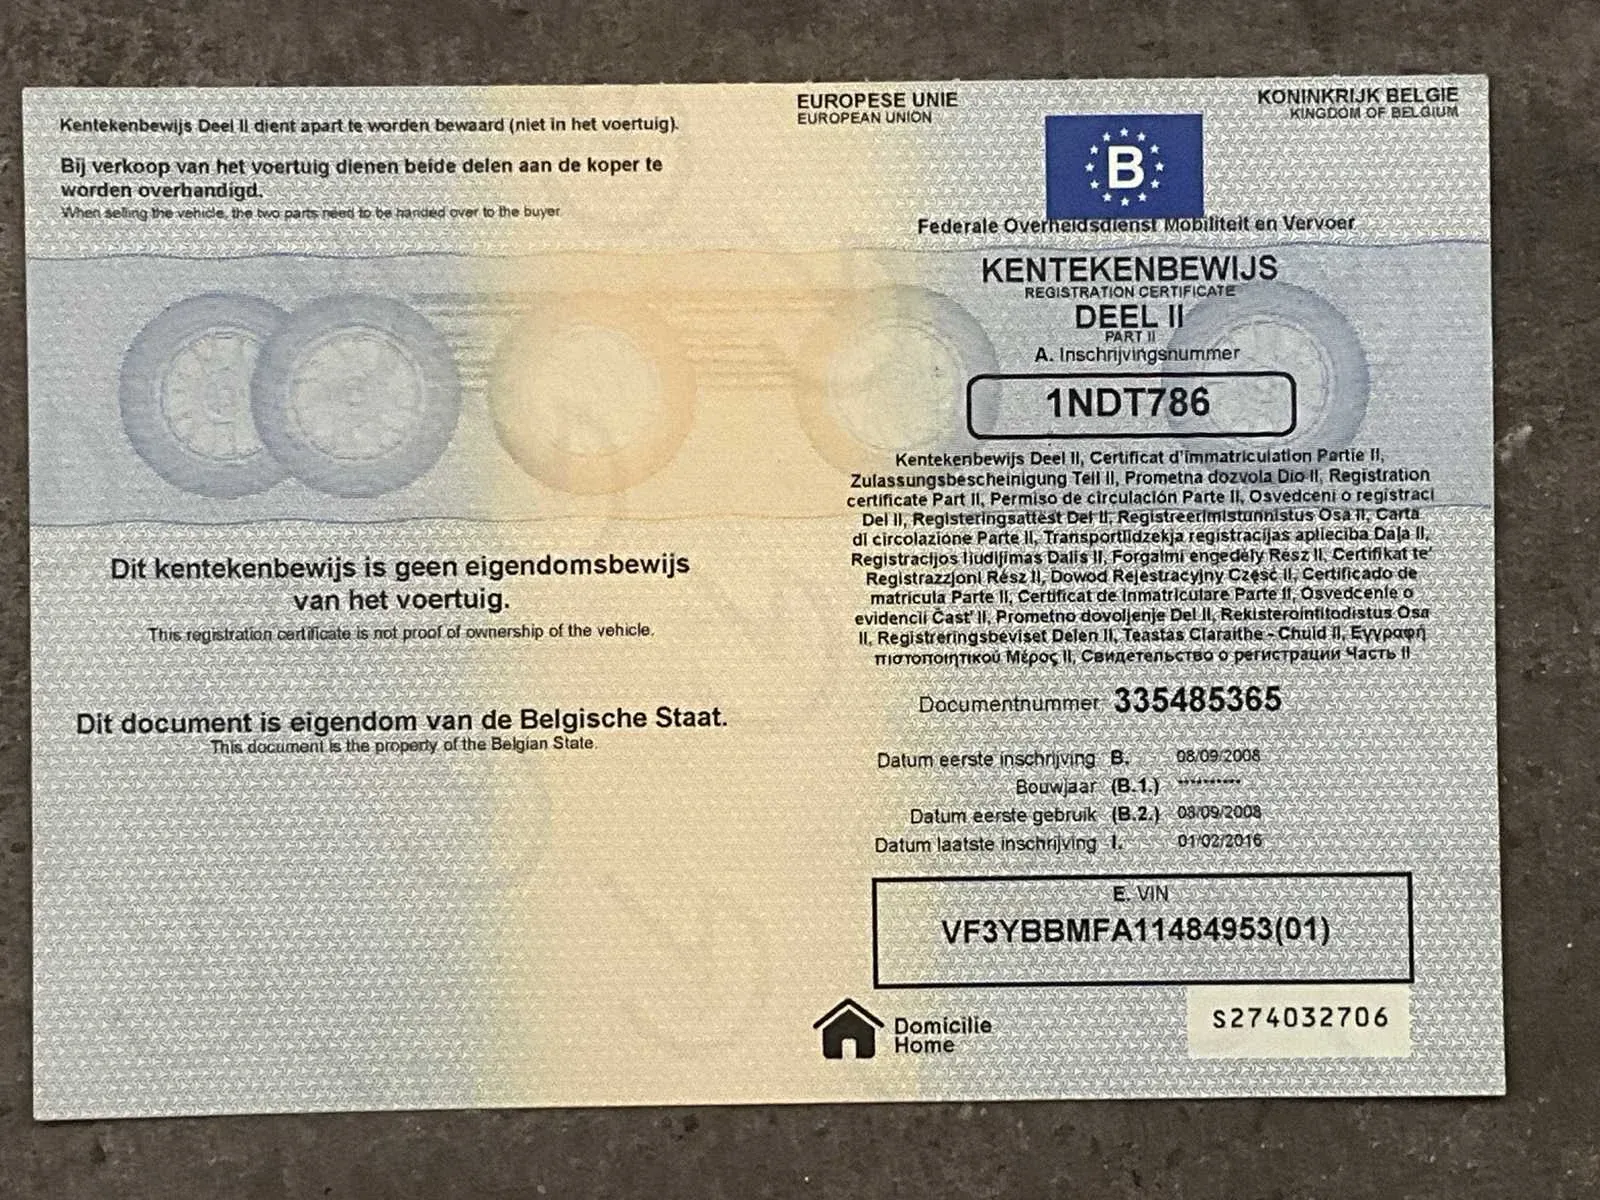 Kentekenbewijs Deel II dient apart te worden bewaard (niet in het voertuig).
Bij verkoop van het voertuig dienen beide delen aan de koper te
worden overhandigd.
When selling the vehicle, the two parts need to be handed over to the buyer
Dit kentekenbewijs is geen eigendomsbewijs
van het voertuig.
This registration certificate is not proof of ownership of the vehicle.
Dit document is eigendom van de Belgische Staat.
This document is the property of the Belgian State.
EUROPESE UNIE
EUROPEAN UNION
KONINKRIJK BELGIE
KINGDOM OF BELGIUM
B
Federale Overheidsdienst Mobiliteit en Vervoer
KENTEKENBEWIJS
REGISTRATION CERTIFICATE
DEEL II
PART II
A. Inschrijvingsnummer
1NDT786
Kentekenbewijs Deel II, Certificat d'immatriculation Partie II,
Zulassungsbescheinigung Teil II, Prometna dozvola Dio II, Registration
certificate Part II, Permiso de circulación Parte II, Osvedceni o registraci
Del II, Registeringsattest Del II, Registreerimistunnistus Osa II, Carta
di circolazione Parte II, Transportlidzekja registracijas aplieciba Daļa II,
Registracijos liudijimas Dalis II, Forgalmi engedély Rész II, Certifikat te'
Registrazzjoni Rész II, Dowod Rejestracyjny Część II, Certificado de
matricula Parte II, Certificat de Inmatriculare Parte II, Osvedcenie o
evidencii Čast' II, Prometno dovoljenje Del II, Rekisterointitodistus Osa
II, Registreringsbeviset Delen II, Teastas Claraithe - Chuid II, Εγγραφή
πιστοποιητικού Μέρος II, Свидетельство о регистрации Часть II
Documentnummer 335485365
Datum eerste inschrijving B. 08/09/2008
Bouwjaar (B.1.) **********
Datum eerste gebruik (B.2.) 08/09/2008
Datum laatste inschrijving I. 01/02/2016
E. VIN
VF3YBBMFA11484953(01)
Domicilie
Home
S274032706